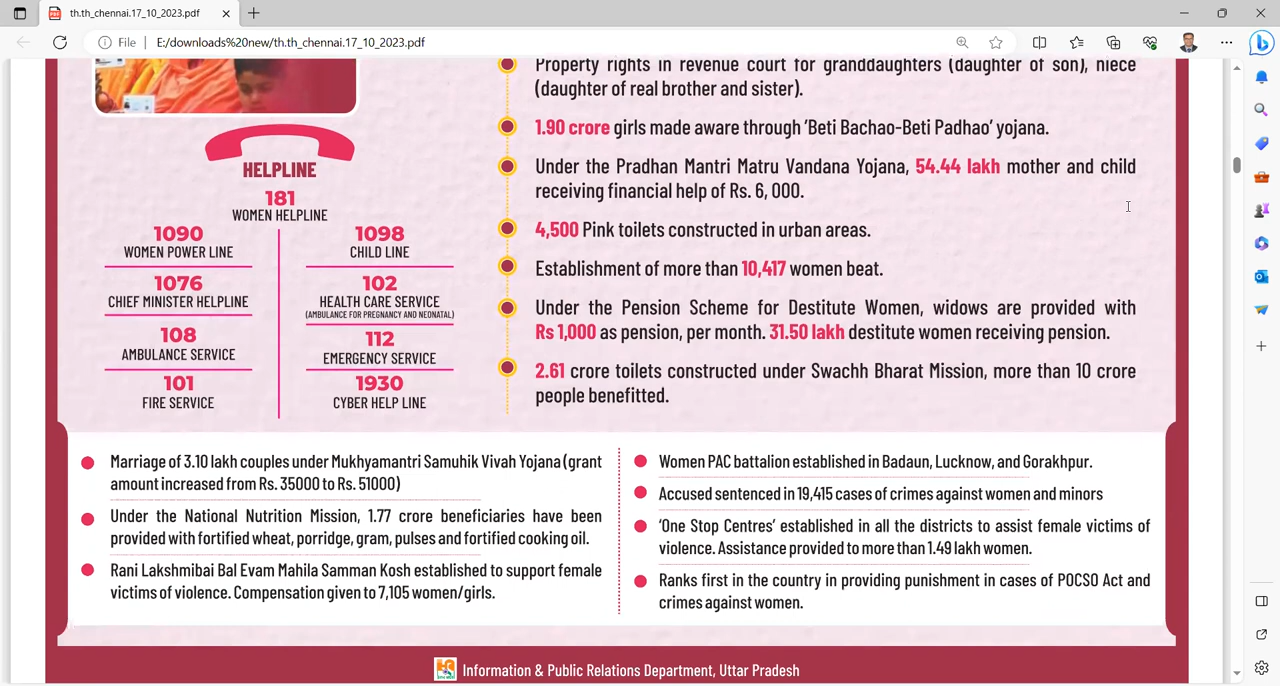 th.th_chennai.17_10_2023.pdf
File
E:/downloads%20new/th.th_chennai.17_10_2023.pdf
HELPLINE
181
WOMEN HELPLINE
1090
WOMEN POWER LINE
1076
CHIEF MINISTER HELPLINE
108
AMBULANCE SERVICE
101
FIRE SERVICE
1098
CHILD LINE
102
HEALTH CARE SERVICE
(AMBULANCE FOR PREGNANCY AND NEONATAL)
112
EMERGENCY SERVICE
1930
CYBER HELP LINE
Property rights in revenue court for granddaughters (daughter of son), niece
(daughter of real brother and sister).
1.90 crore girls made aware through ‘Beti Bachao-Beti Padhao’ yojana.
Under the Pradhan Mantri Matru Vandana Yojana, 54.44 lakh mother and child
receiving financial help of Rs. 6, 000.
4,500 Pink toilets constructed in urban areas.
Establishment of more than 10,417 women beat.
Under the Pension Scheme for Destitute Women, widows are provided with
Rs 1,000 as pension, per month. 31.50 lakh destitute women receiving pension.
2.61 crore toilets constructed under Swachh Bharat Mission, more than 10 crore
people benefitted.
Marriage of 3.10 lakh couples under Mukhyamantri Samuhik Vivah Yojana (grant
amount increased from Rs. 35000 to Rs. 51000)
Under the National Nutrition Mission, 1.77 crore beneficiaries have been
provided with fortified wheat, porridge, gram, pulses and fortified cooking oil.
Rani Lakshmibai Bal Evam Mahila Samman Kosh established to support female
victims of violence. Compensation given to 7,105 women/girls.
Women PAC battalion established in Badaun, Lucknow, and Gorakhpur.
Accused sentenced in 19,415 cases of crimes against women and minors
‘One Stop Centres’ established in all the districts to assist female victims of
violence. Assistance provided to more than 1.49 lakh women.
Ranks first in the country in providing punishment in cases of POCSO Act and
crimes against women.
Information & Public Relations Department, Uttar Pradesh